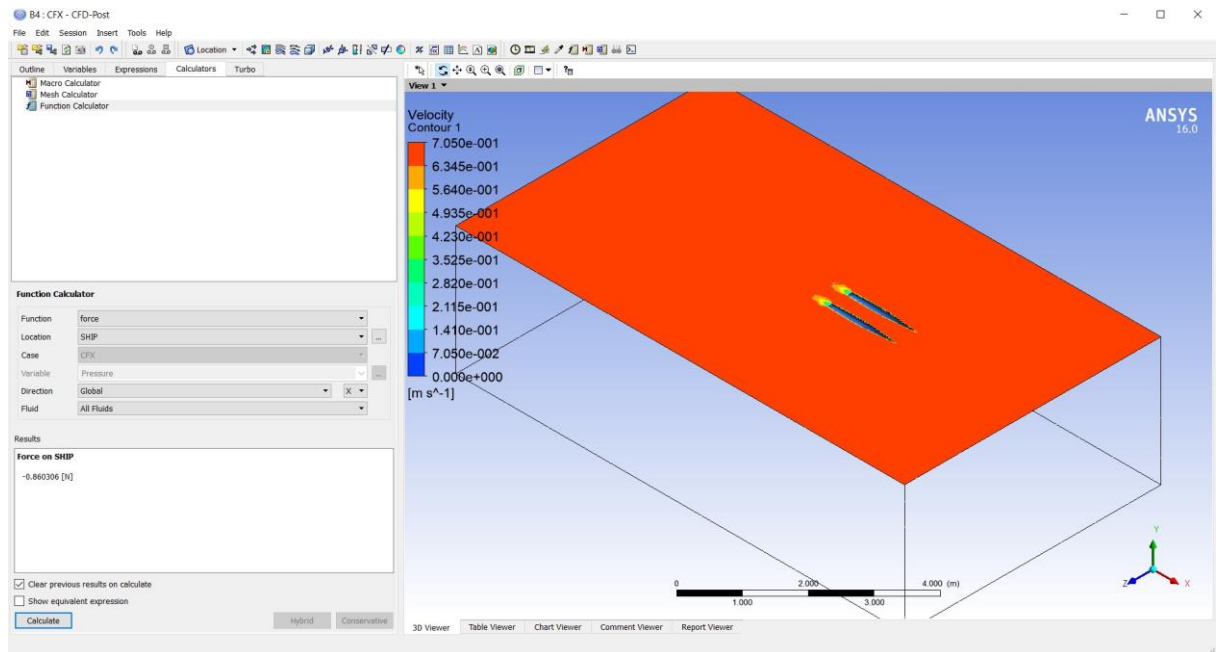 B4 : CFX - CFD-Post
File Edit Session Insert Tools Help
Location
Outline Variables Expressions Calculators Turbo
Macro Calculator
Mesh Calculator
Function Calculator
Function Calculator
Function force
Location SHIP ...
Case CFX
Variable Pressure ...
Direction Global X
Fluid All Fluids
Results
Force on SHIP
-0.860306 [N]
Clear previous results on calculate
Show equivalent expression
Calculate Hybrid Conservative
View 1
Velocity
Contour 1
7.050e-001
6.345e-001
5.640e-001
4.935e-001
4.230e-001
3.525e-001
2.820e-001
2.115e-001
1.410e-001
7.050e-002
0.000e+000
[m s^-1]
ANSYS
16.0
0 2.000 4.000 (m)
1.000 3.000
Y
Z X
3D Viewer Table Viewer Chart Viewer Comment Viewer Report Viewer